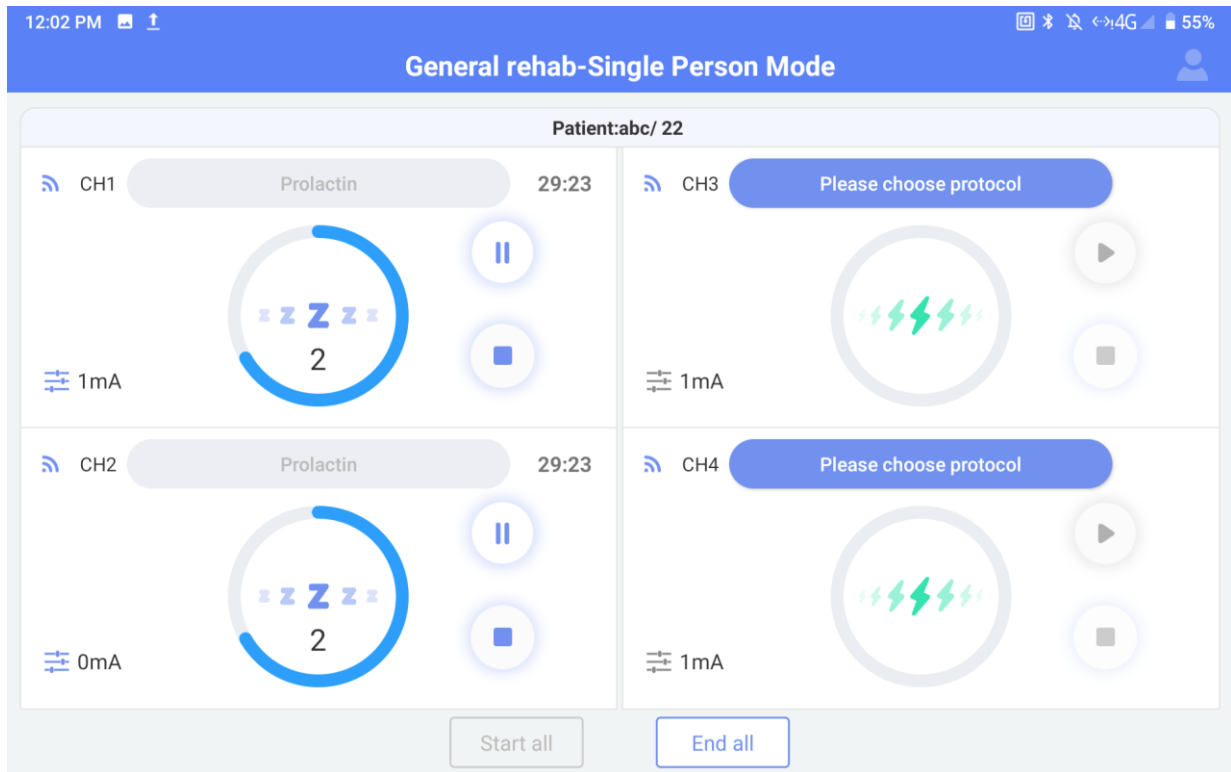 12:02 PM 4G 55%
General rehab-Single Person Mode
Patient:abc/ 22
CH1 Prolactin 29:23
z z Z z z
2
1mA
CH3 Please choose protocol
1mA
CH2 Prolactin 29:23
z z Z z z
2
0mA
CH4 Please choose protocol
1mA
Start all End all